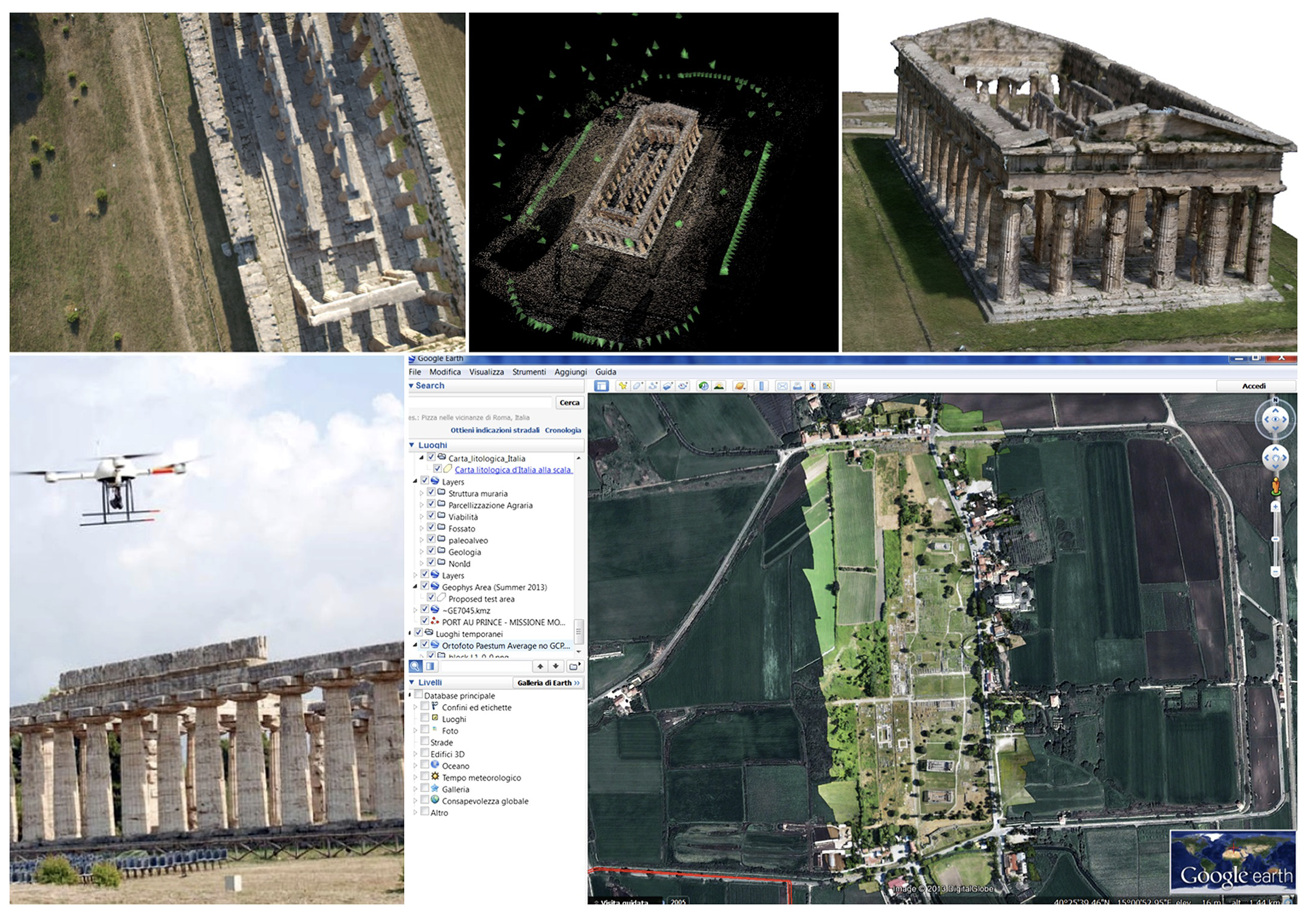 Google Earth
File Modifica Visualizza Strumenti Aggiungi Guida
Search
Accedi
Cerca
es.: Pizza nelle vicinanze di Roma, Italia
Ottieni indicazioni stradali Cronologia
Luoghi
Carta_litologica_Italia
Carta litologica d'Italia alla scala
Layers
Struttura muraria
Parcellizzazione Agraria
Viabilità
Fossato
paleoalveo
Geologia
NonId
Layers
Geophys Area (Summer 2013)
Proposed test area
~GE7045.kmz
PORT AU PRINCE - MISSIONE MO...
Luoghi temporanei
Ortofoto Paestum Average no GCP...
Livelli
Galleria di Earth >>
Database principale
Confini ed etichette
Luoghi
Foto
Strade
Edifici 3D
Oceano
Tempo meteorologico
Galleria
Consapevolezza globale
Altro
Google earth
Image © 2013 DigitalGlobe
Visita guidata 2005
40°25'39.46"N 15°00'52.95"E elev 16 m alt 1.44 km